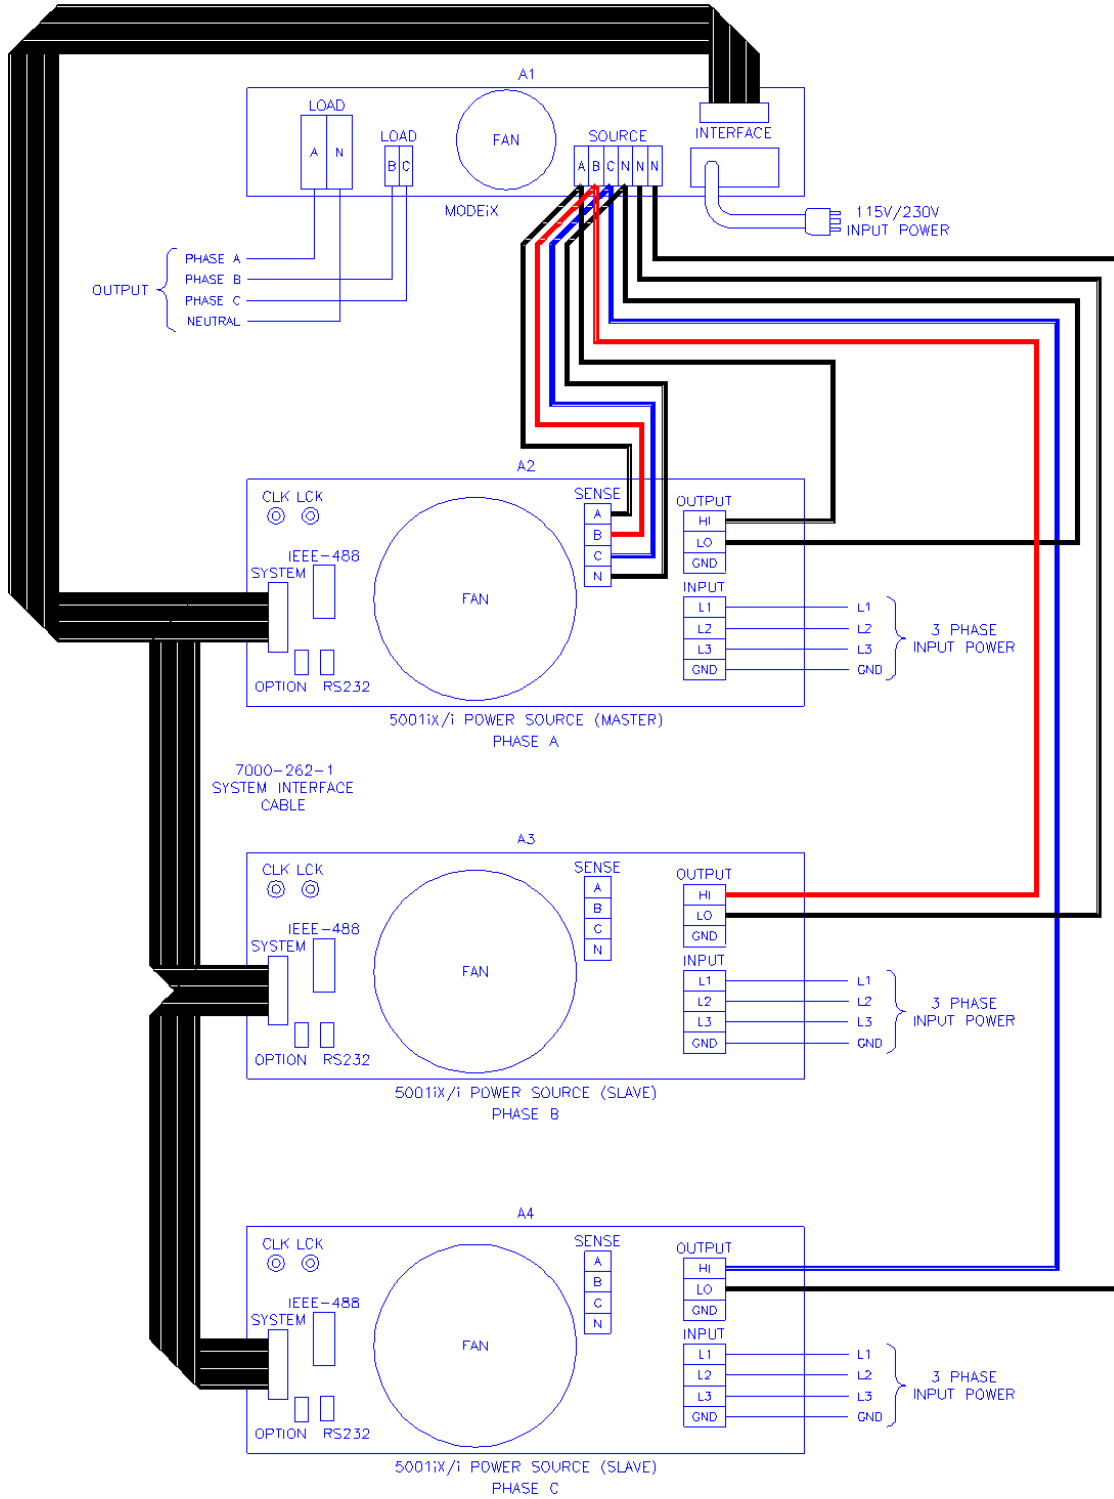 A1
LOAD
A N
LOAD
B C
FAN
SOURCE
A B C N N N
INTERFACE
MODEiX
115V/230V
INPUT POWER
OUTPUT
PHASE A
PHASE B
PHASE C
NEUTRAL
A2
CLK LCK
IEEE-488
SYSTEM
FAN
SENSE
A
B
C
N
OUTPUT
HI
LO
GND
INPUT
L1 L1
L2 L2
L3 L3
GND GND
3 PHASE
INPUT POWER
OPTION RS232
5001iX/i POWER SOURCE (MASTER)
PHASE A
7000-262-1
SYSTEM INTERFACE
CABLE
A3
CLK LCK
IEEE-488
SYSTEM
FAN
SENSE
A
B
C
N
OUTPUT
HI
LO
GND
INPUT
L1 L1
L2 L2
L3 L3
GND GND
3 PHASE
INPUT POWER
OPTION RS232
5001iX/i POWER SOURCE (SLAVE)
PHASE B
A4
CLK LCK
IEEE-488
SYSTEM
FAN
SENSE
A
B
C
N
OUTPUT
HI
LO
GND
INPUT
L1 L1
L2 L2
L3 L3
GND GND
3 PHASE
INPUT POWER
OPTION RS232
5001iX/i POWER SOURCE (SLAVE)
PHASE C